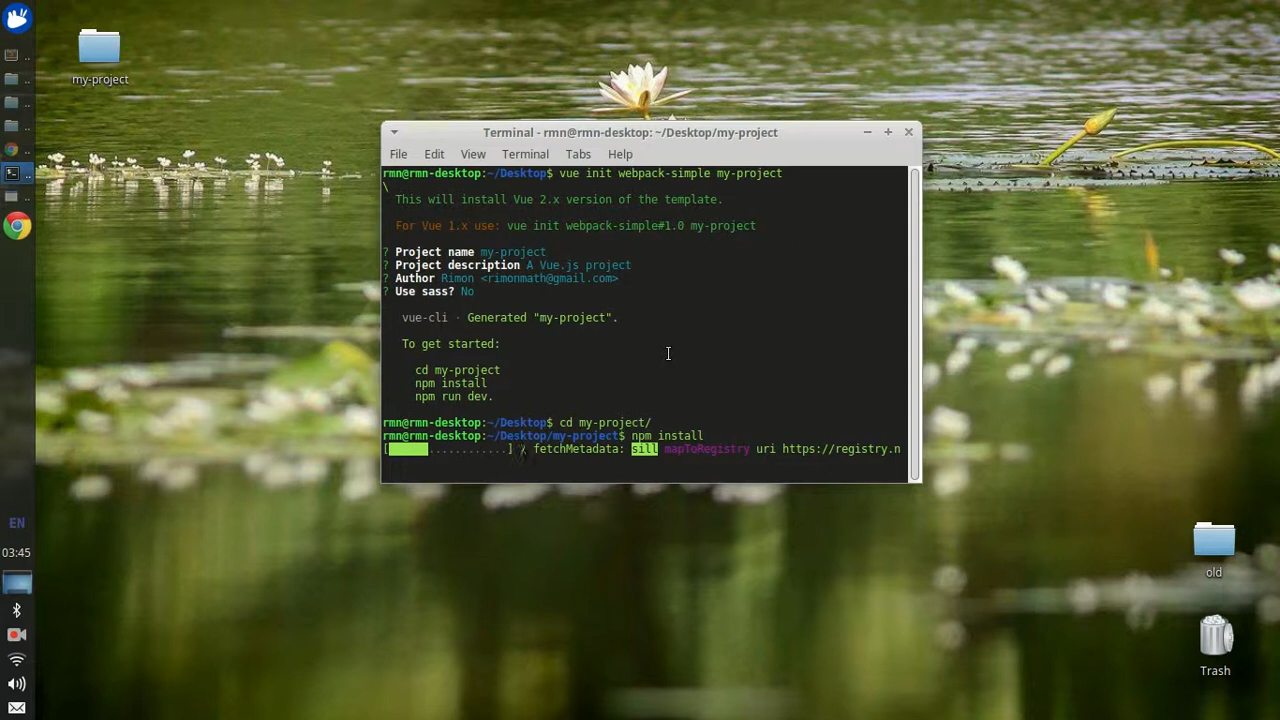 my-project
Terminal - rmn@rmn-desktop: ~/Desktop/my-project
File Edit View Terminal Tabs Help
rmn@rmn-desktop:~/Desktop$ vue init webpack-simple my-project
\
This will install Vue 2.x version of the template.
For Vue 1.x use: vue init webpack-simple#1.0 my-project
? Project name my-project
? Project description A Vue.js project
? Author Rimon <rimonmath@gmail.com>
? Use sass? No
vue-cli · Generated "my-project".
To get started:
cd my-project
npm install
npm run dev.
rmn@rmn-desktop:~/Desktop$ cd my-project/
rmn@rmn-desktop:~/Desktop/my-project$ npm install
[ ............] / fetchMetadata: sill mapToRegistry uri https://registry.n
EN
03:45
old
Trash